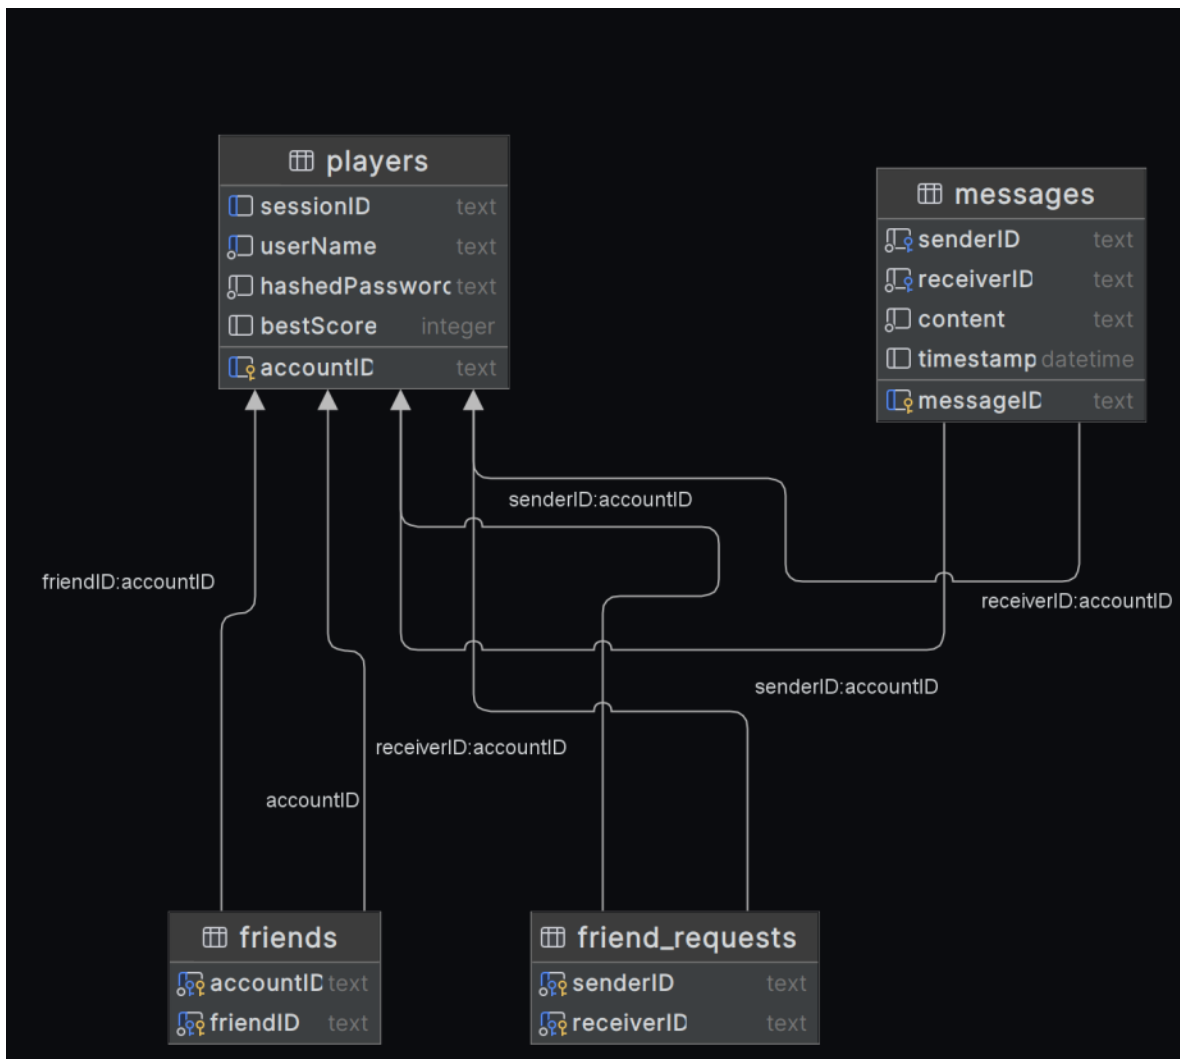 players
sessionID text
userName text
hashedPassword text
bestScore integer
accountID text
messages
senderID text
receiverID text
content text
timestamp datetime
messageID text
senderID:accountID
friendID:accountID
receiverID:accountID
senderID:accountID
receiverID:accountID
accountID
friends
accountID text
friendID text
friend_requests
senderID text
receiverID text